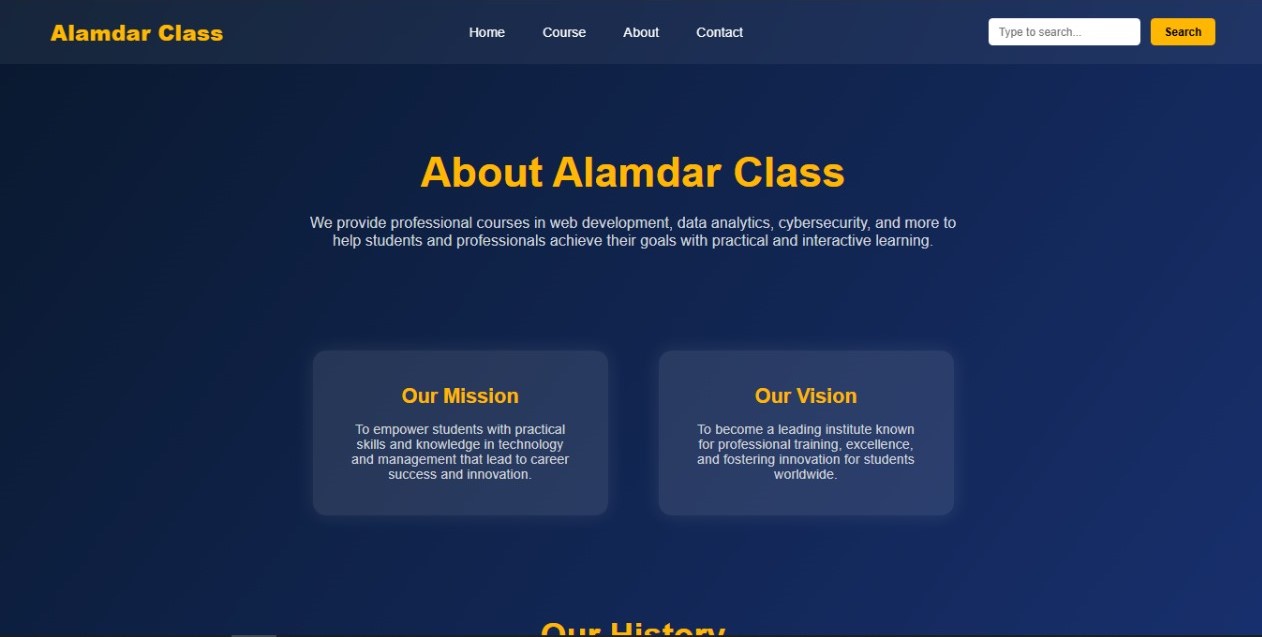 Alamdar Class
Home
Course
About
Contact
Type to search...
Search
About Alamdar Class
We provide professional courses in web development, data analytics, cybersecurity, and more to
help students and professionals achieve their goals with practical and interactive learning.
Our Mission
To empower students with practical
skills and knowledge in technology
and management that lead to career
success and innovation.
Our Vision
To become a leading institute known
for professional training, excellence,
and fostering innovation for students
worldwide.
Our History